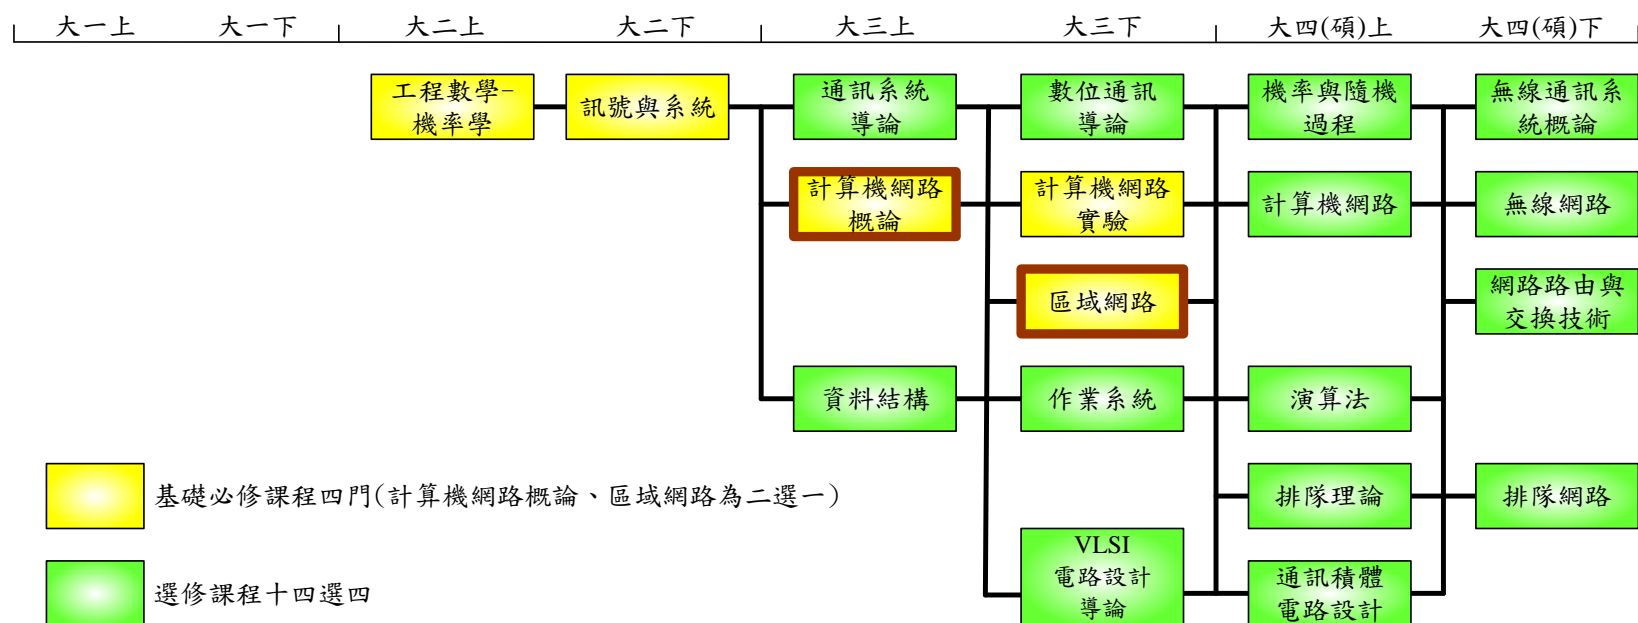 大一上 大一下 大二上 大二下 大三上 大三下 大四(碩)上 大四(碩)下
工程數學-
機率學
訊號與系統
通訊系統
導論
數位通訊
導論
機率與隨機
過程
無線通訊系
統概論
計算機網路
概論
計算機網路
實驗
計算機網路
無線網路
區域網路
網路路由與
交換技術
資料結構
作業系統
演算法
基礎必修課程四門(計算機網路概論、區域網路為二選一)
排隊理論
排隊網路
選修課程十四選四
VLSI
電路設計
導論
通訊積體
電路設計